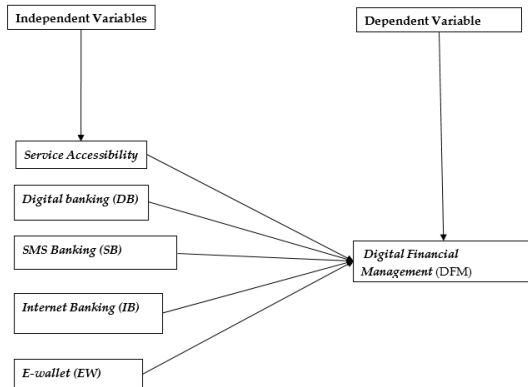 Independent Variables
Dependent Variable
Service Accessibility
Digital banking (DB)
SMS Banking (SB)
Digital Financial
Management (DFM)
Internet Banking (IB)
E-wallet (EW)